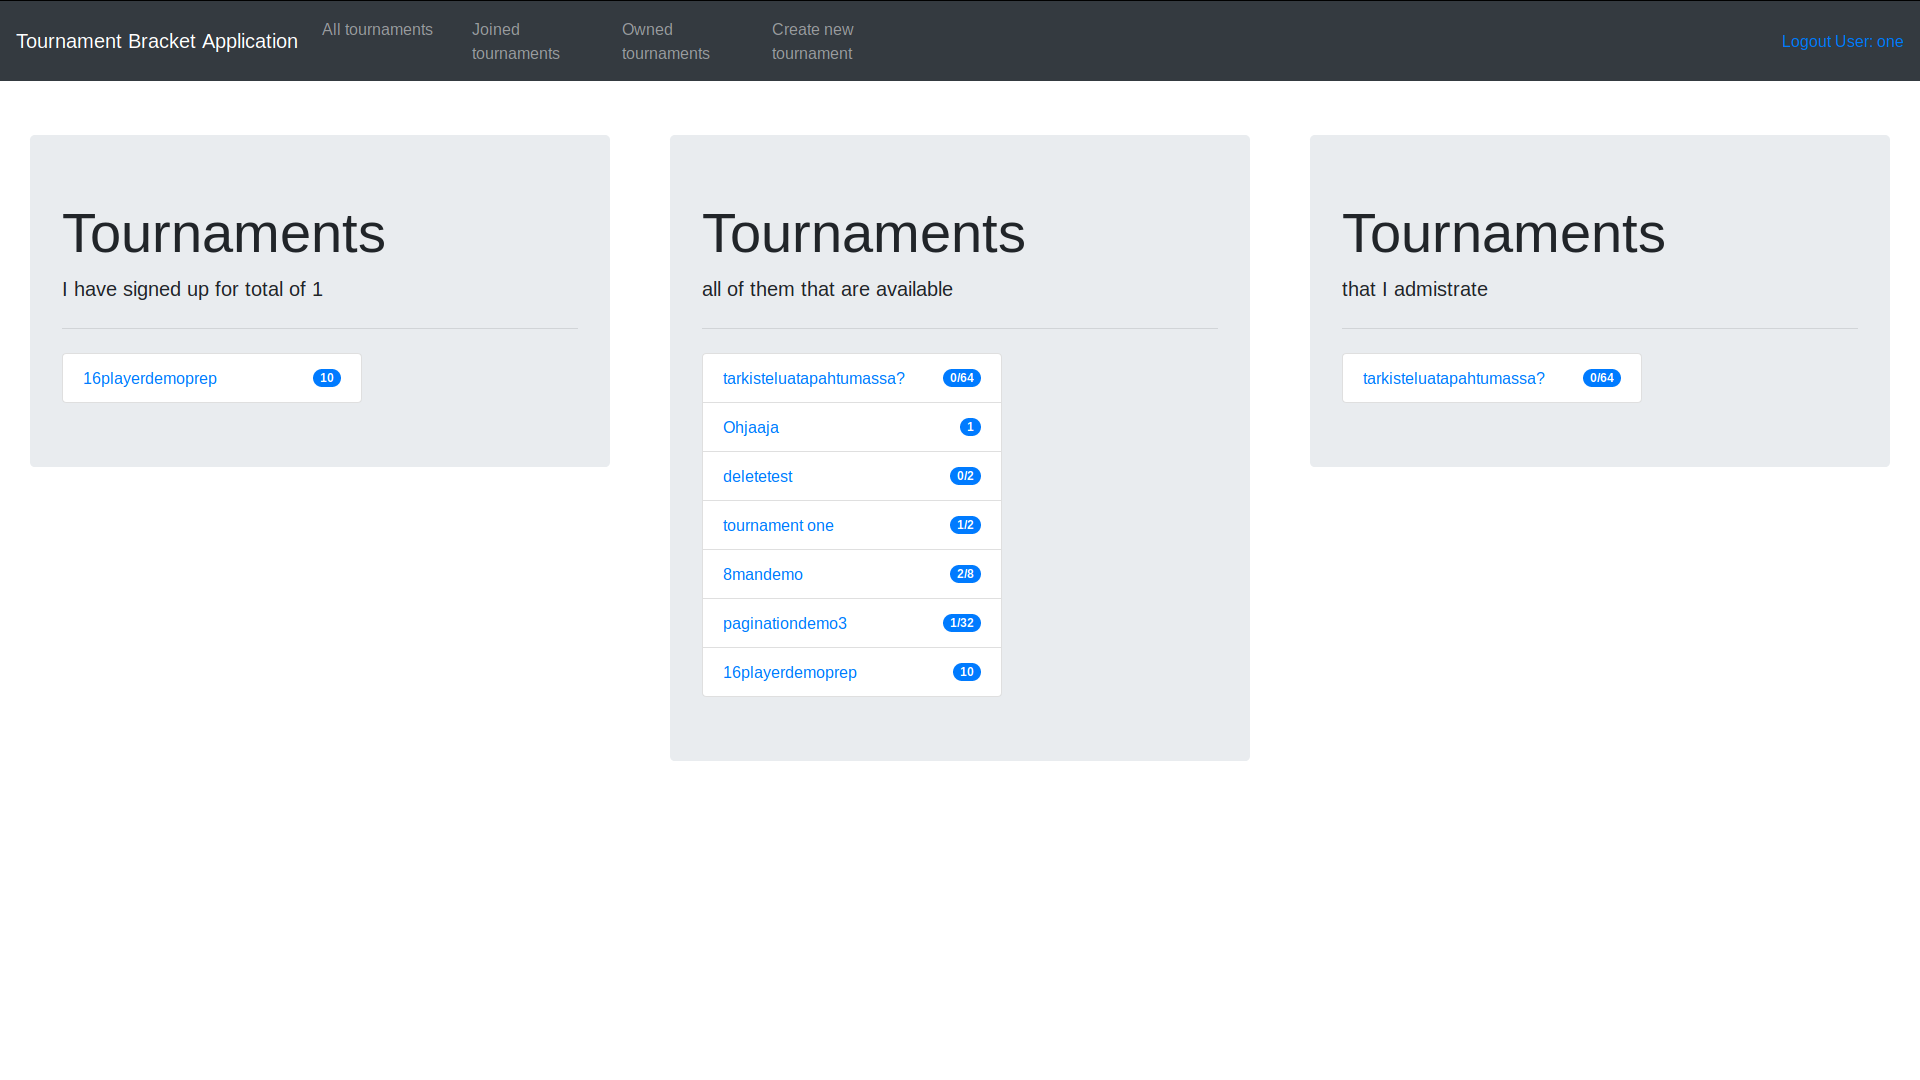 Tournament Bracket Application
All tournaments
Joined
tournaments
Owned
tournaments
Create new
tournament
Logout User: one
Tournaments
I have signed up for total of 1
16playerdemoprep 10
Tournaments
all of them that are available
tarkisteluatapahtumassa? 0/64
Ohjaaja 1
deletetest 0/2
tournament one 1/2
8mandemo 2/8
paginationdemo3 1/32
16playerdemoprep 10
Tournaments
that I admistrate
tarkisteluatapahtumassa? 0/64